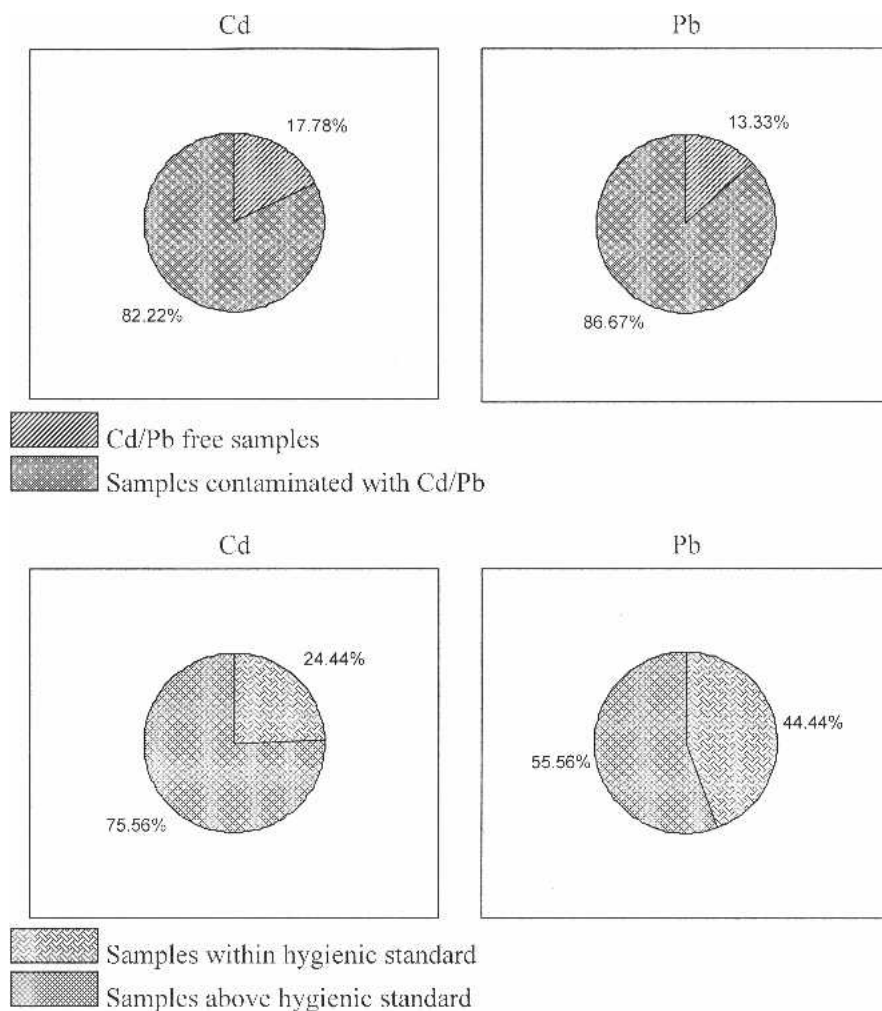 Cd
Pb
17.78%
13.33%
82.22%
86.67%
Cd/Pb free samples
Samples contaminated with Cd/Pb
Cd
Pb
24.44%
44.44%
55.56%
75.56%
Samples within hygienic standard
Samples above hygienic standard